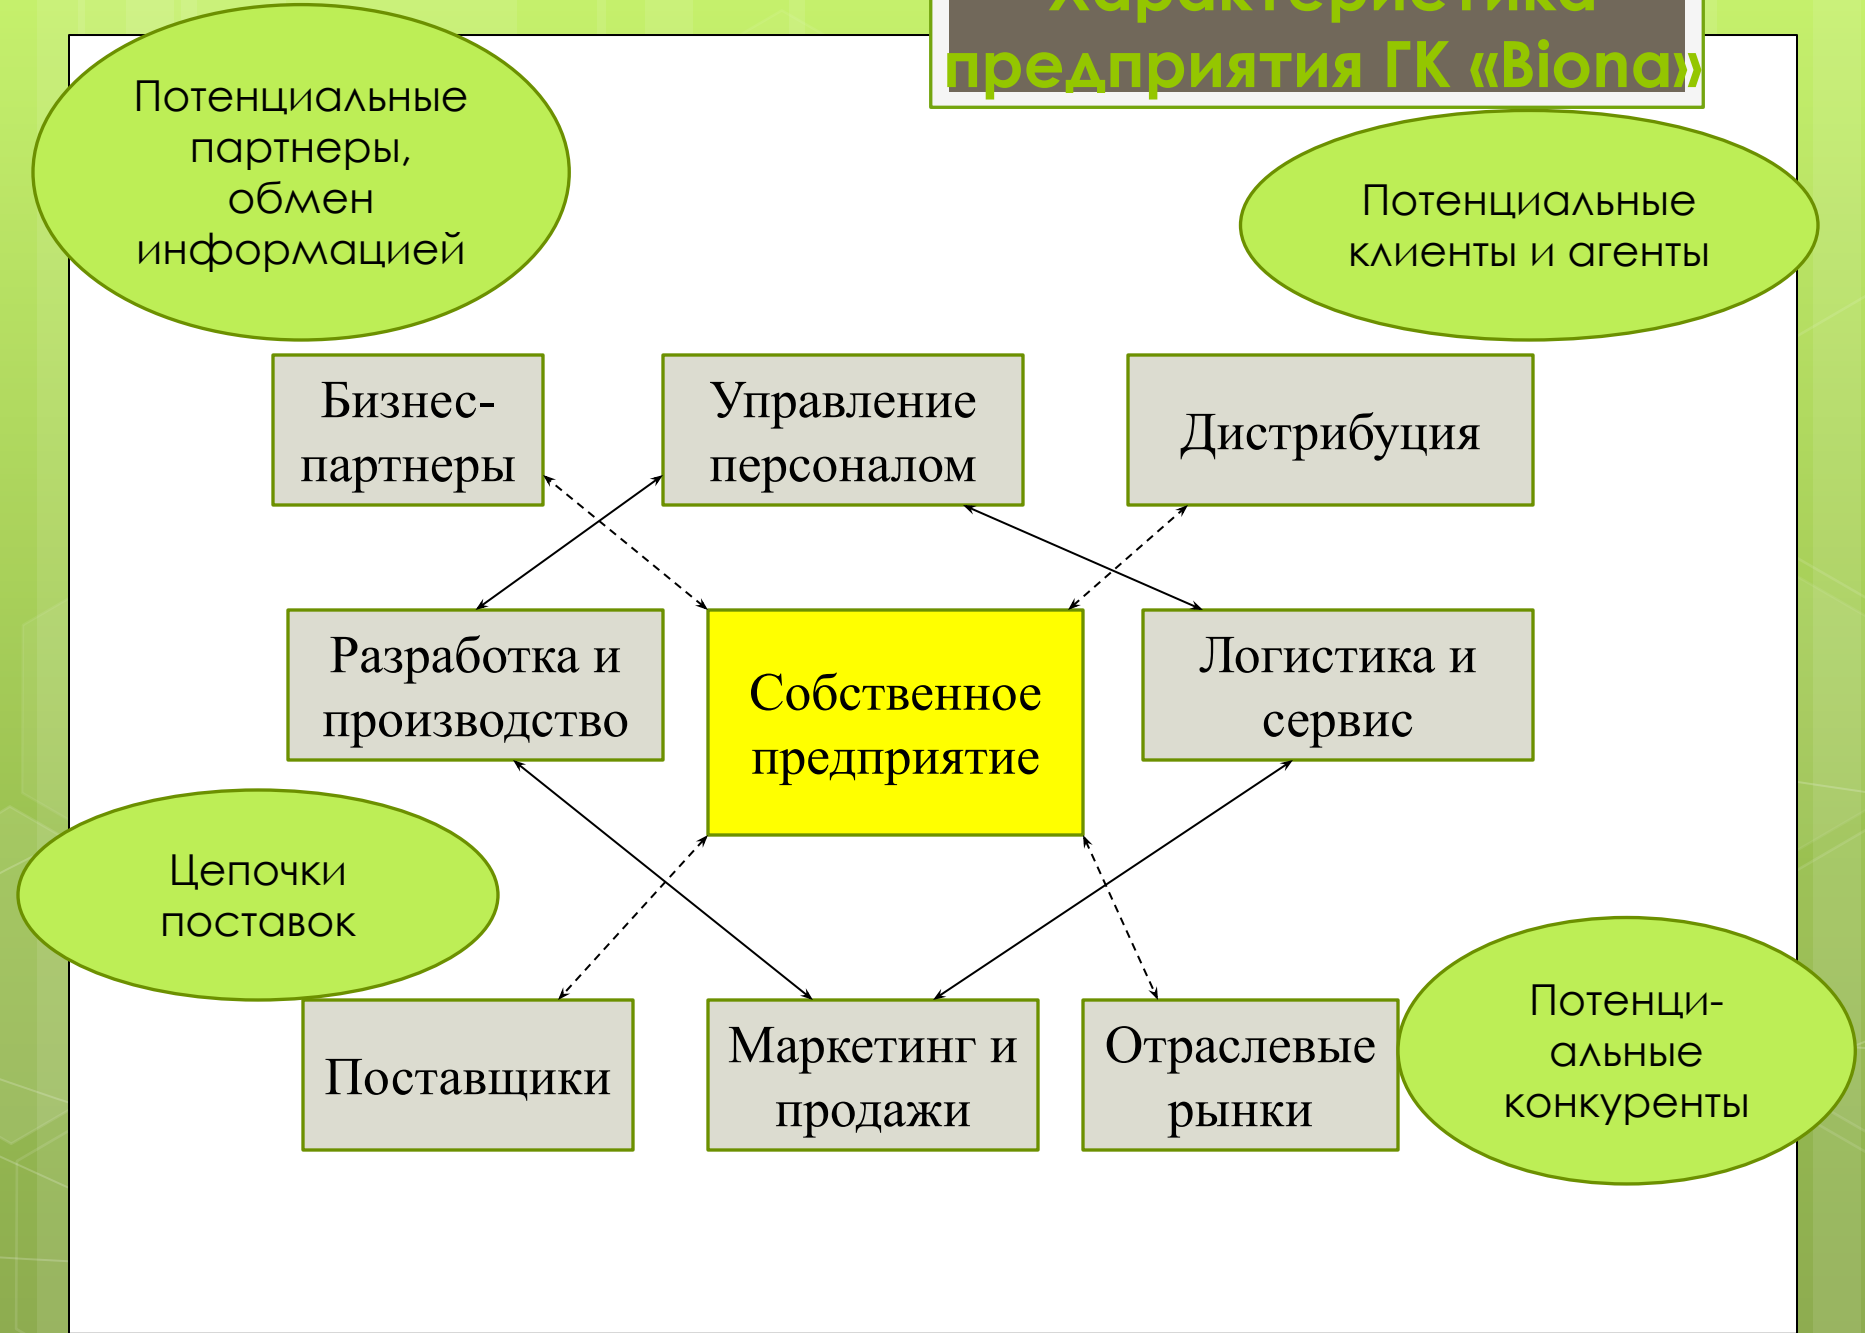 Характеристика
предприятия ГК «Biona»
Потенциальные
партнеры,
обмен
информацией
Потенциальные
клиенты и агенты
Бизнес-
партнеры
Управление
персоналом
Дистрибуция
Разработка и
производство
Собственное
предприятие
Логистика и
сервис
Цепочки
поставок
Поставщики
Маркетинг и
продажи
Отраслевые
рынки
Потенци-
альные
конкуренты